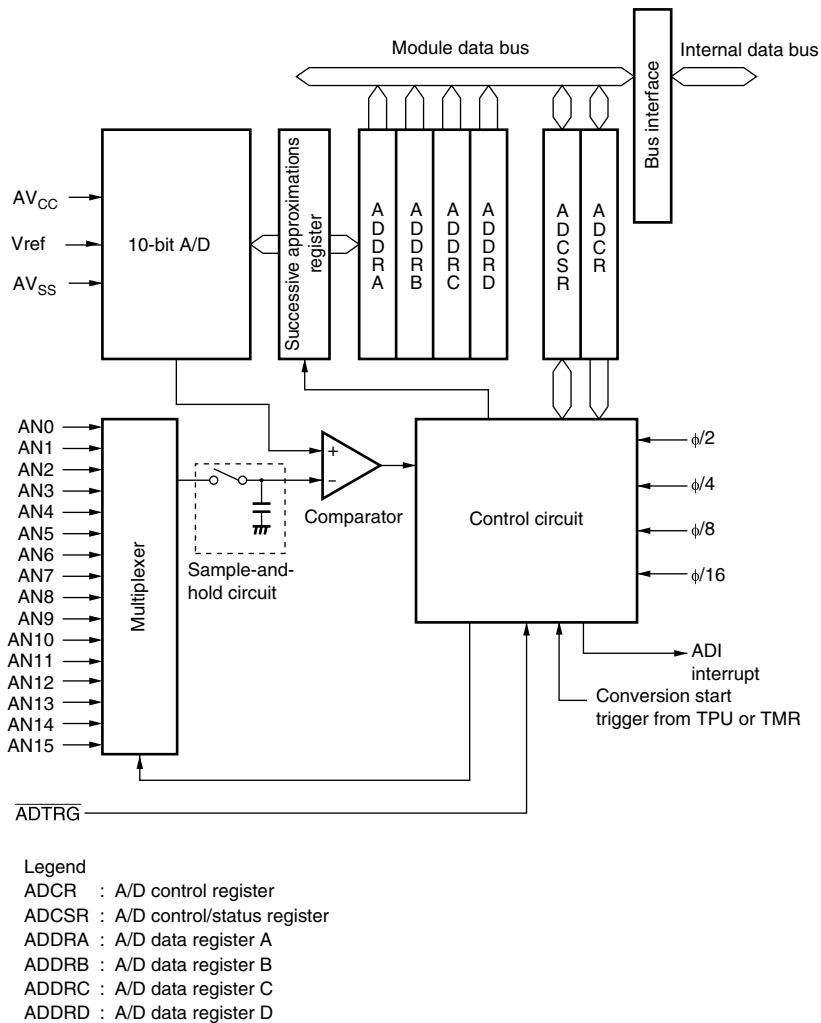 Module data bus
Internal data bus
Bus interface
AVCC
Vref
AVSS
10-bit A/D
Successive approximations
register
ADDRA
ADDRB
ADDRC
ADDRD
ADCSR
ADCR
AN0
AN1
AN2
AN3
AN4
AN5
AN6
AN7
AN8
AN9
AN10
AN11
AN12
AN13
AN14
AN15
Multiplexer
+
−
Comparator
Sample-and-
hold circuit
Control circuit
ϕ/2
ϕ/4
ϕ/8
ϕ/16
ADI
interrupt
Conversion start
trigger from TPU or TMR
ADTRG
Legend
ADCR : A/D control register
ADCSR : A/D control/status register
ADDRA : A/D data register A
ADDRB : A/D data register B
ADDRC : A/D data register C
ADDRD : A/D data register D